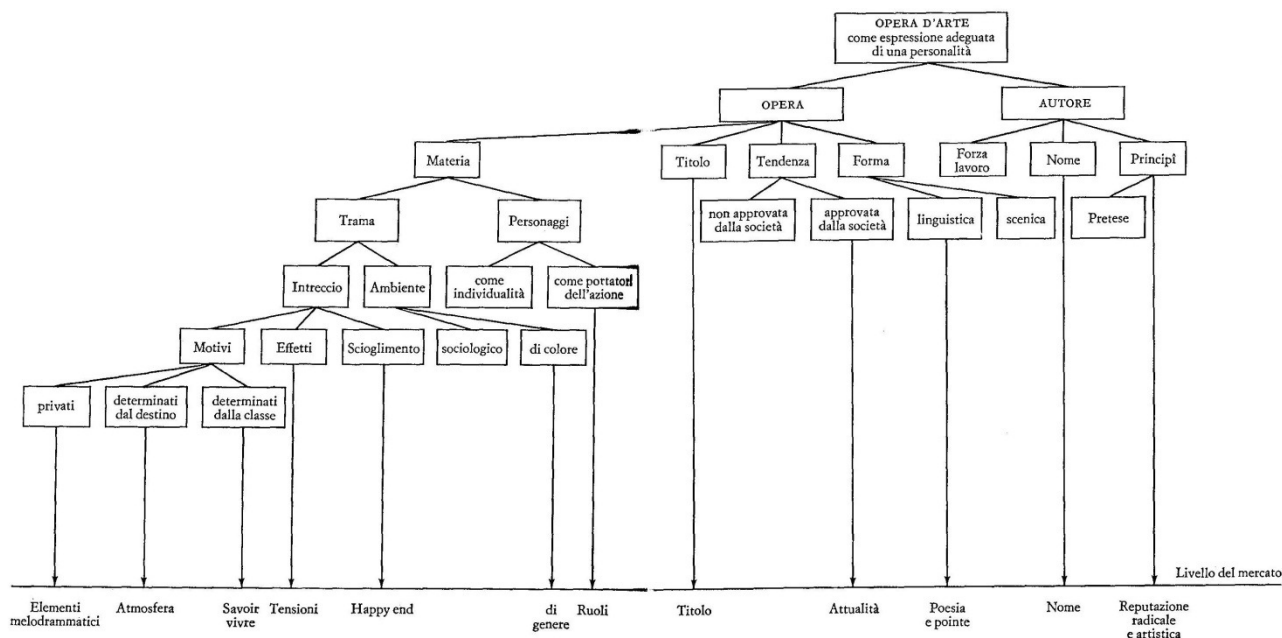 OPERA D'ARTE
come espressione adeguata
di una personalità
OPERA
AUTORE
Materia
Titolo
Tendenza
Forma
Forza
lavoro
Nome
Principî
Trama
Personaggi
non approvata
dalla società
approvata
dalla società
linguistica
scenica
Pretese
Intreccio
Ambiente
come
individualità
come pottatori
dell'azione
Motivi
Effetti
Scioglimento
sociologico
di colore
privati
determinati
dal destino
determinati
dalla classe
Livello del mercato
Elementi
melodrammatici
Atmosfera
Savoir
vivre
Tensioni
Happy end
di
genere
Ruoli
Titolo
Attualità
Poesia
e pointe
Nome
Reputazione
radicale
e artistica